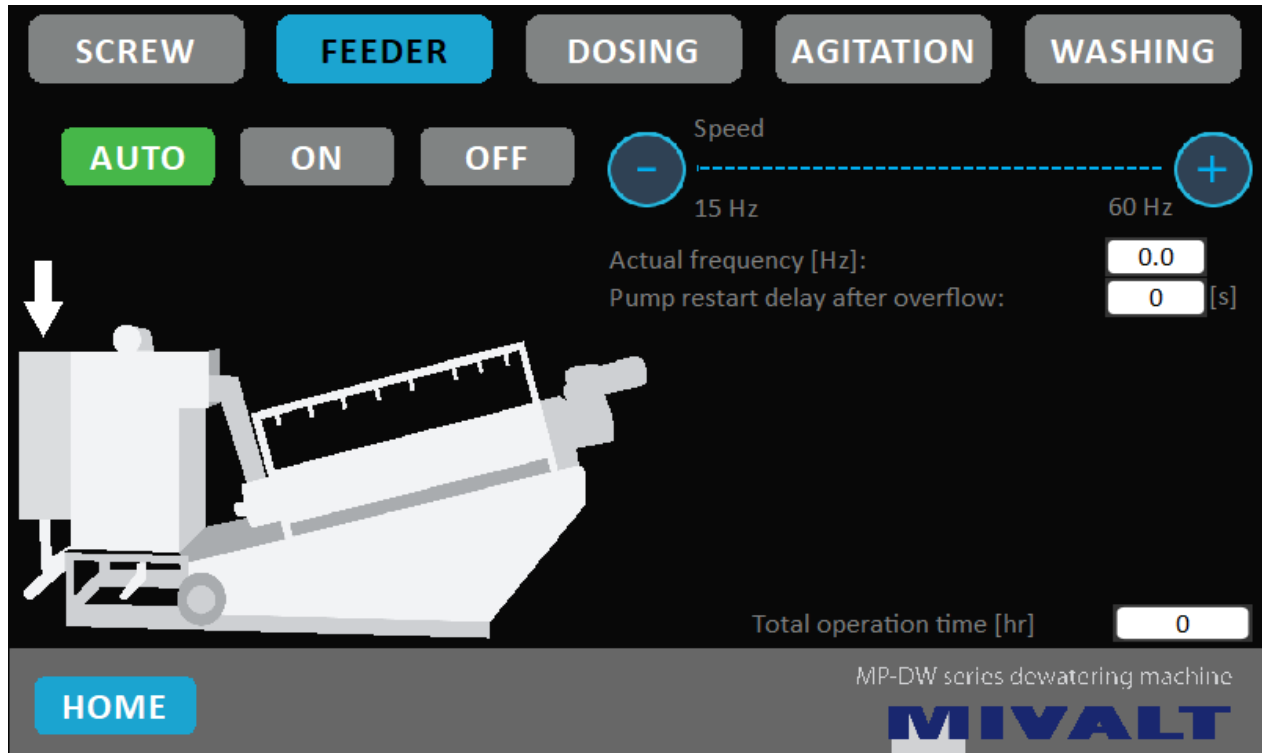 SCREW FEEDER DOSING AGITATION WASHING
AUTO ON OFF
Speed
- +
15 Hz 60 Hz
Actual frequency [Hz]: 0.0
Pump restart delay after overflow: 0 [s]
Total operation time [hr] 0
HOME
MP-DW series dewatering machine
MIVALT